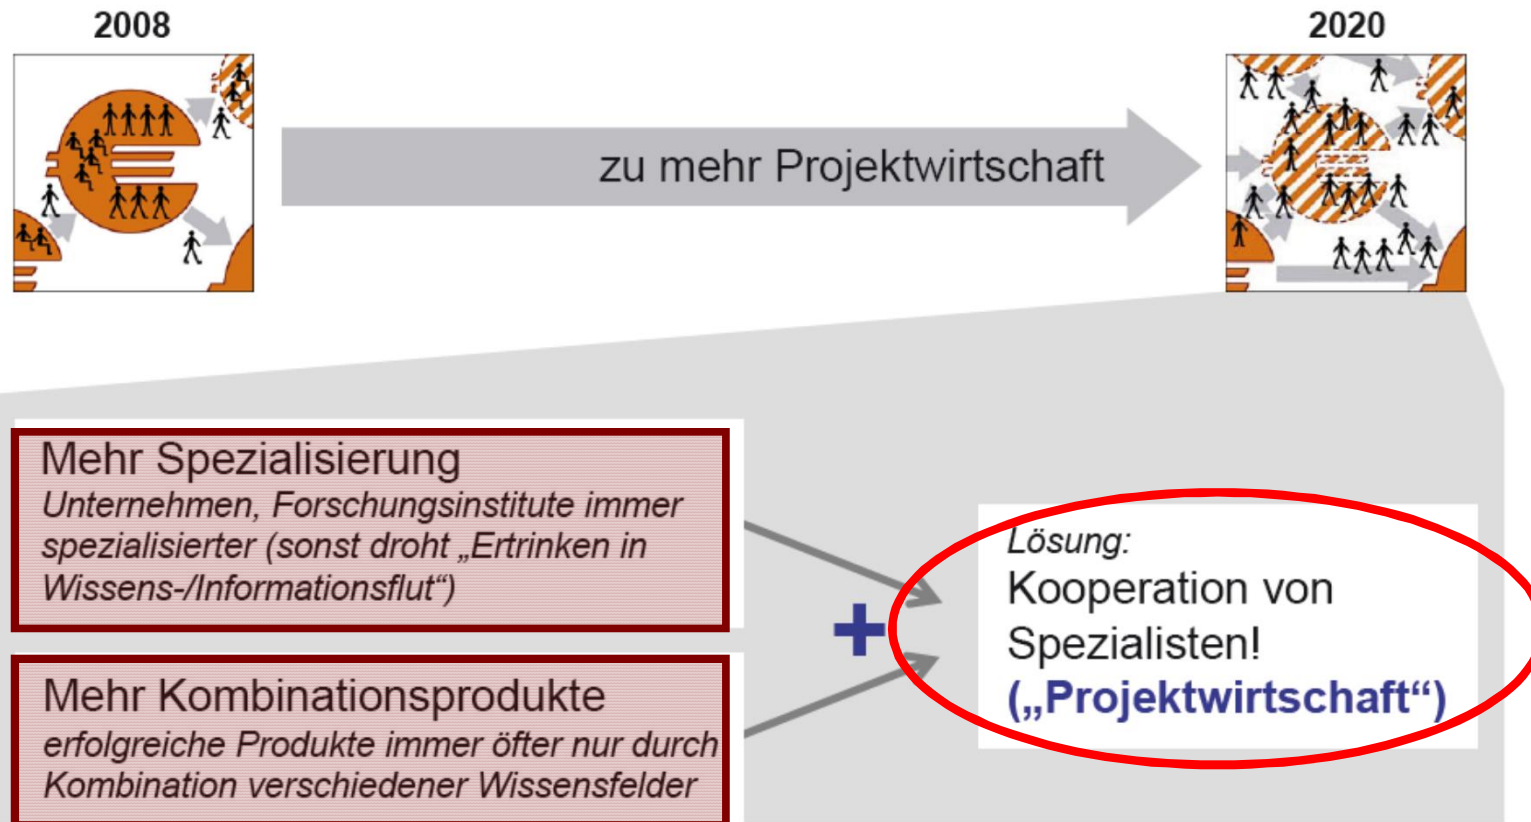 2008
2020
zu mehr Projektwirtschaft
Mehr Spezialisierung
Unternehmen, Forschungsinstitute immer
spezialisierter (sonst droht „Ertrinken in
Wissens-/Informationsflut“)
Mehr Kombinationsprodukte
erfolgreiche Produkte immer öfter nur durch
Kombination verschiedener Wissensfelder
+
Lösung:
Kooperation von
Spezialisten!
(„Projektwirtschaft“)